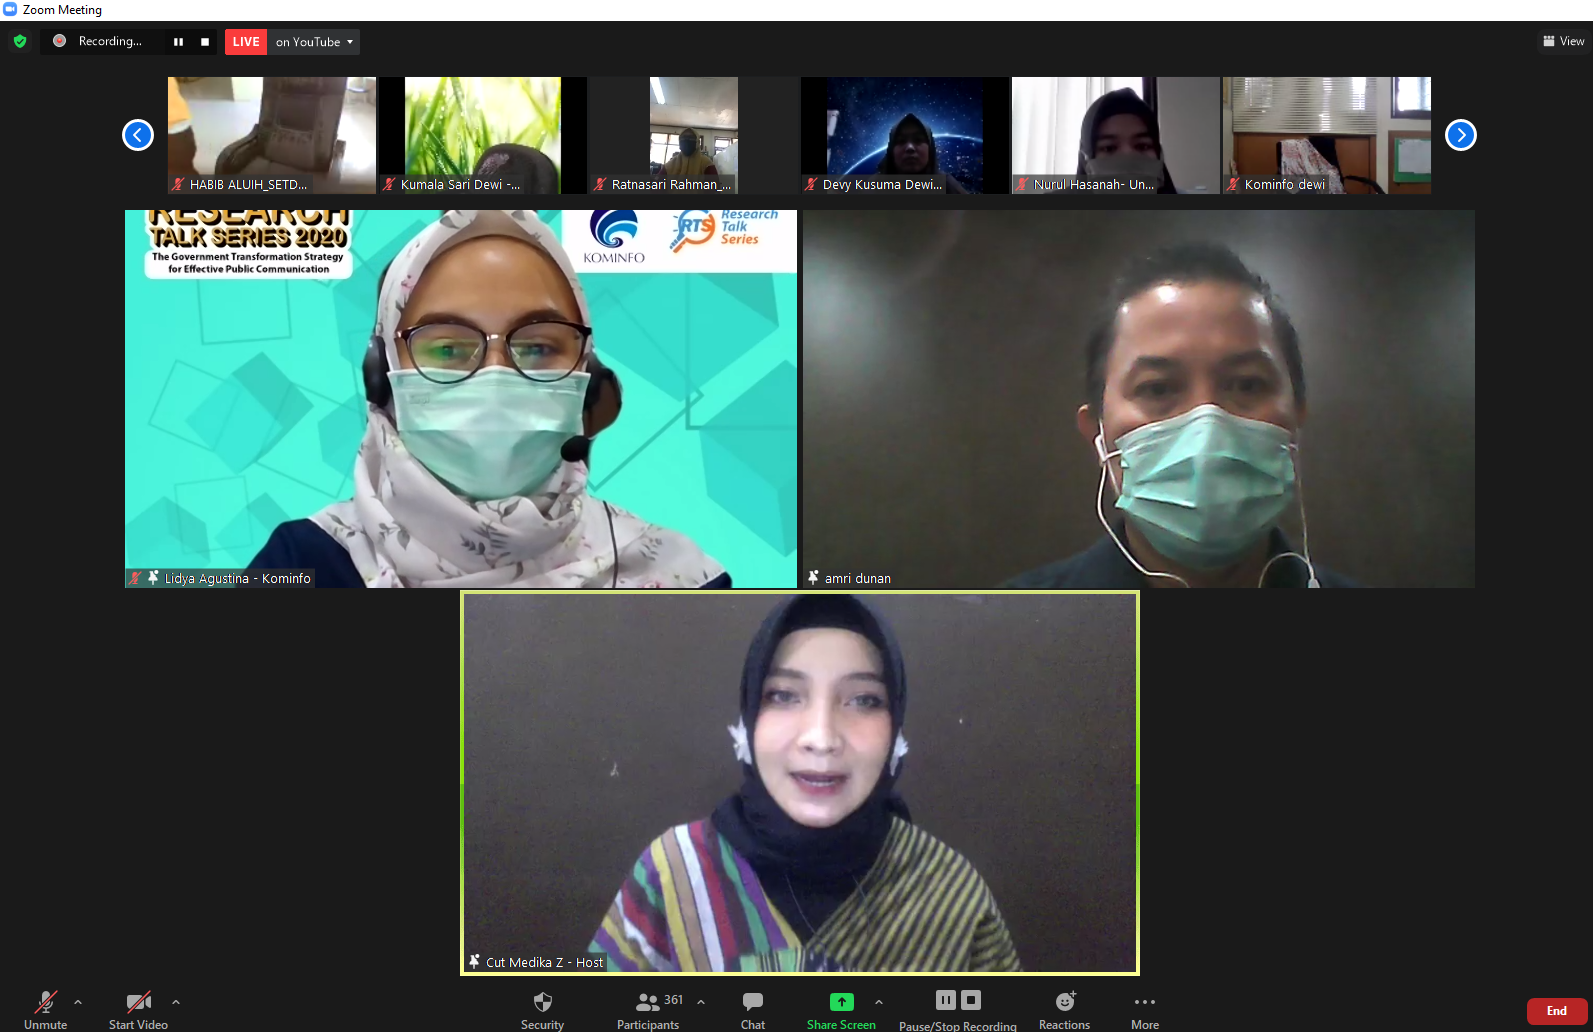 Zoom Meeting
Recording...
LIVE on YouTube
View
HABIB ALUIH_SETD...
Kumala Sari Dewi -...
Ratnasari Rahman_...
Devy Kusuma Dewi...
Nurul Hasanah- Un...
Kominfo dewi
RESEARCH
TALK SERIES 2020
The Government Transformation Strategy
for Effective Public Communication
KOMINFO
RTS
Research
Talk
Series
Lidya Agustina - Kominfo
amri dunan
Cut Medika Z - Host
Unmute
Start Video
Security
361
Participants
Chat
Share Screen
Pause/Stop Recording
Reactions
More
End